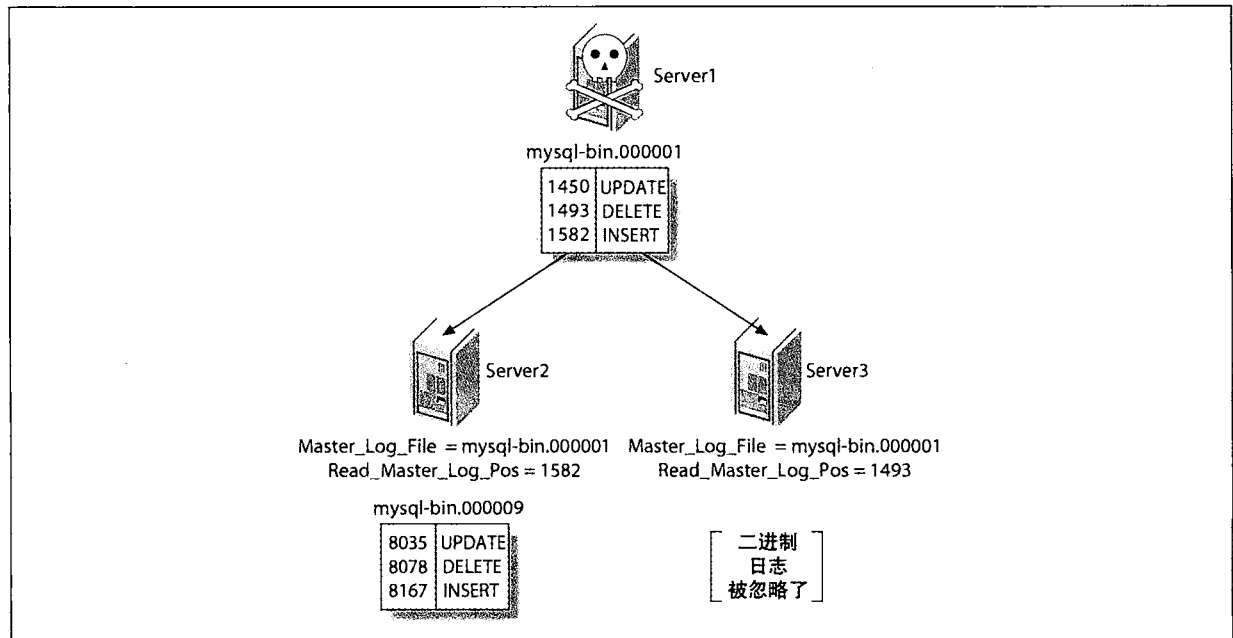 Server1
mysql-bin.000001
1450 UPDATE
1493 DELETE
1582 INSERT
Server2
Server3
Master_Log_File = mysql-bin.000001
Read_Master_Log_Pos = 1582
Master_Log_File = mysql-bin.000001
Read_Master_Log_Pos = 1493
mysql-bin.000009
8035 UPDATE
8078 DELETE
8167 INSERT
二进制
日志
被忽略了